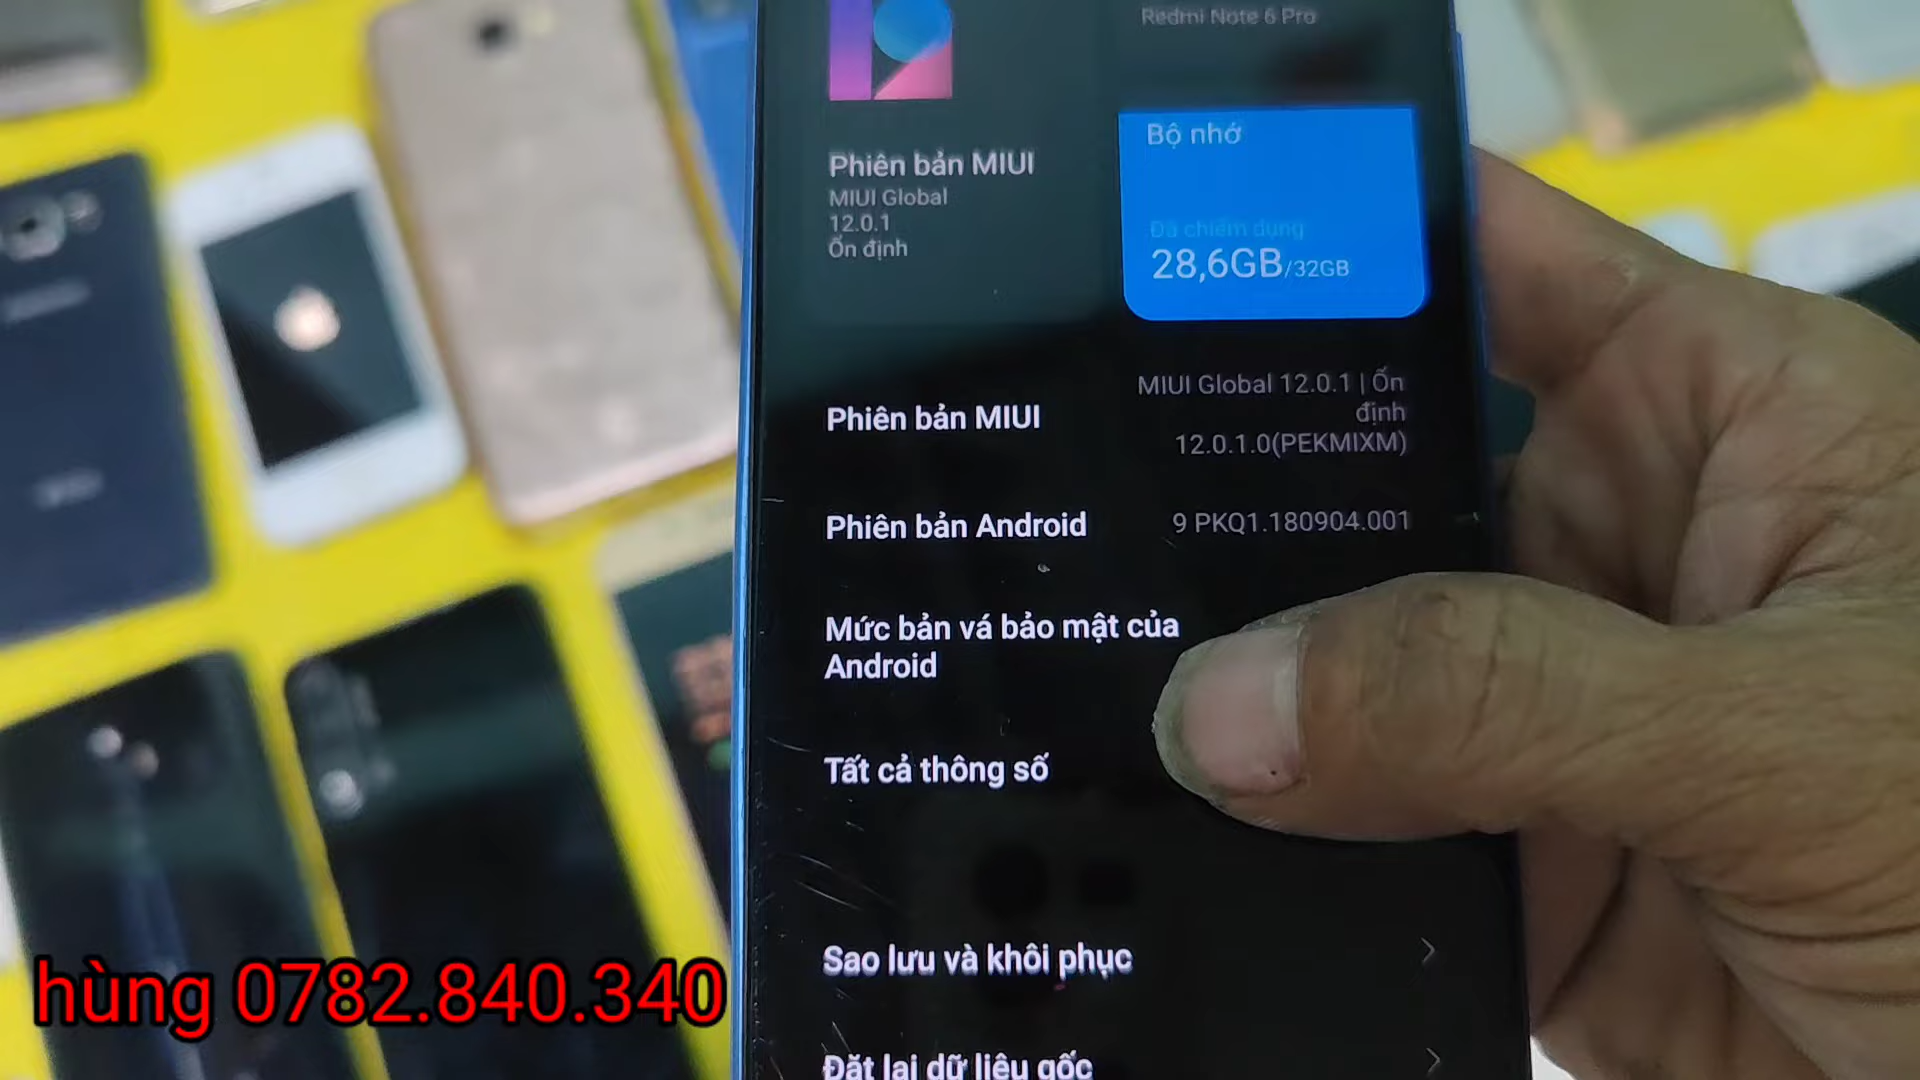 Redmi Note 6 Pro
Bộ nhớ
Đã chiếm dụng
28,6GB/32GB
Phiên bản MIUI
MIUI Global
12.0.1
Ổn định
Phiên bản MIUI
MIUI Global 12.0.1 | Ổn
định
12.0.1.0(PEKMIXM)
Phiên bản Android
9 PKQ1.180904.001
Mức bản vá bảo mật của
Android
Tất cả thông số
Sao lưu và khôi phục
Đặt lại dữ liệu gốc
hùng 0782.840.340